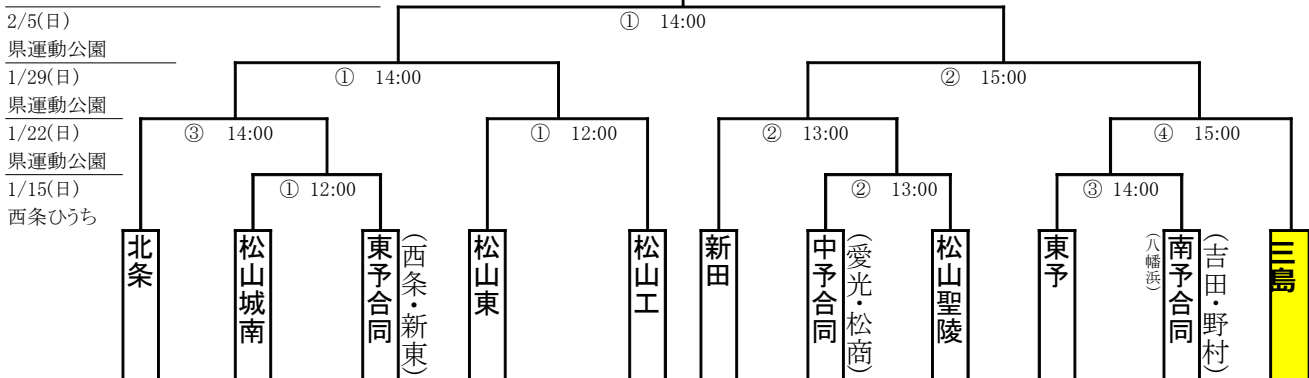 2/5(日)
県運動公園
① 14:00
1/29(日)
県運動公園
① 14:00
② 15:00
1/22(日)
県運動公園
③ 14:00
① 12:00
② 13:00
④ 15:00
1/15(日)
西条ひうち
① 12:00
② 13:00
③ 14:00
北条
松山城南
東予合同
(西条・新東)
松山東
松山工
新田
中予合同
(愛光・松商)
松山聖陵
東予
(八幡浜)
南予合同
(吉田・野村)
三島